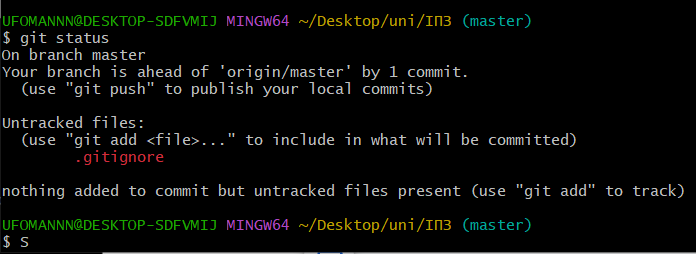 UFOMANNN@DESKTOP-SDFVMIJ MINGW64 ~/Desktop/uni/ІПЗ (master)
$ git status
On branch master
Your branch is ahead of 'origin/master' by 1 commit.
  (use "git push" to publish your local commits)

Untracked files:
  (use "git add <file>..." to include in what will be committed)
        .gitignore

nothing added to commit but untracked files present (use "git add" to track)

UFOMANNN@DESKTOP-SDFVMIJ MINGW64 ~/Desktop/uni/ІПЗ (master)
$ S